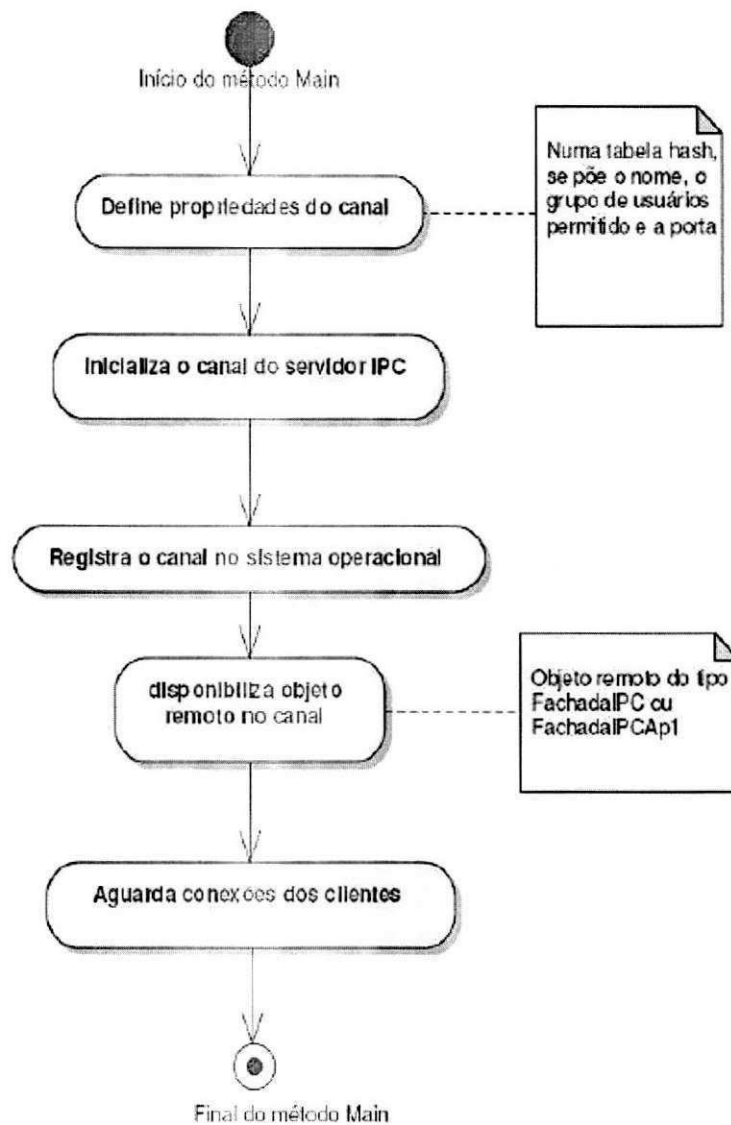 Início do método Main
Define propriedades do canal
Numa tabela hash,
se põe o nome, o
grupo de usuários
permitido e a porta
Inicializa o canal do servidor IPC
Registra o canal no sistema operacional
disponibiliza objeto
remoto no canal
Objeto remoto do tipo
FachadaIPC ou
FachadaIPCAp1
Aguarda conexões dos clientes
Final do método Main